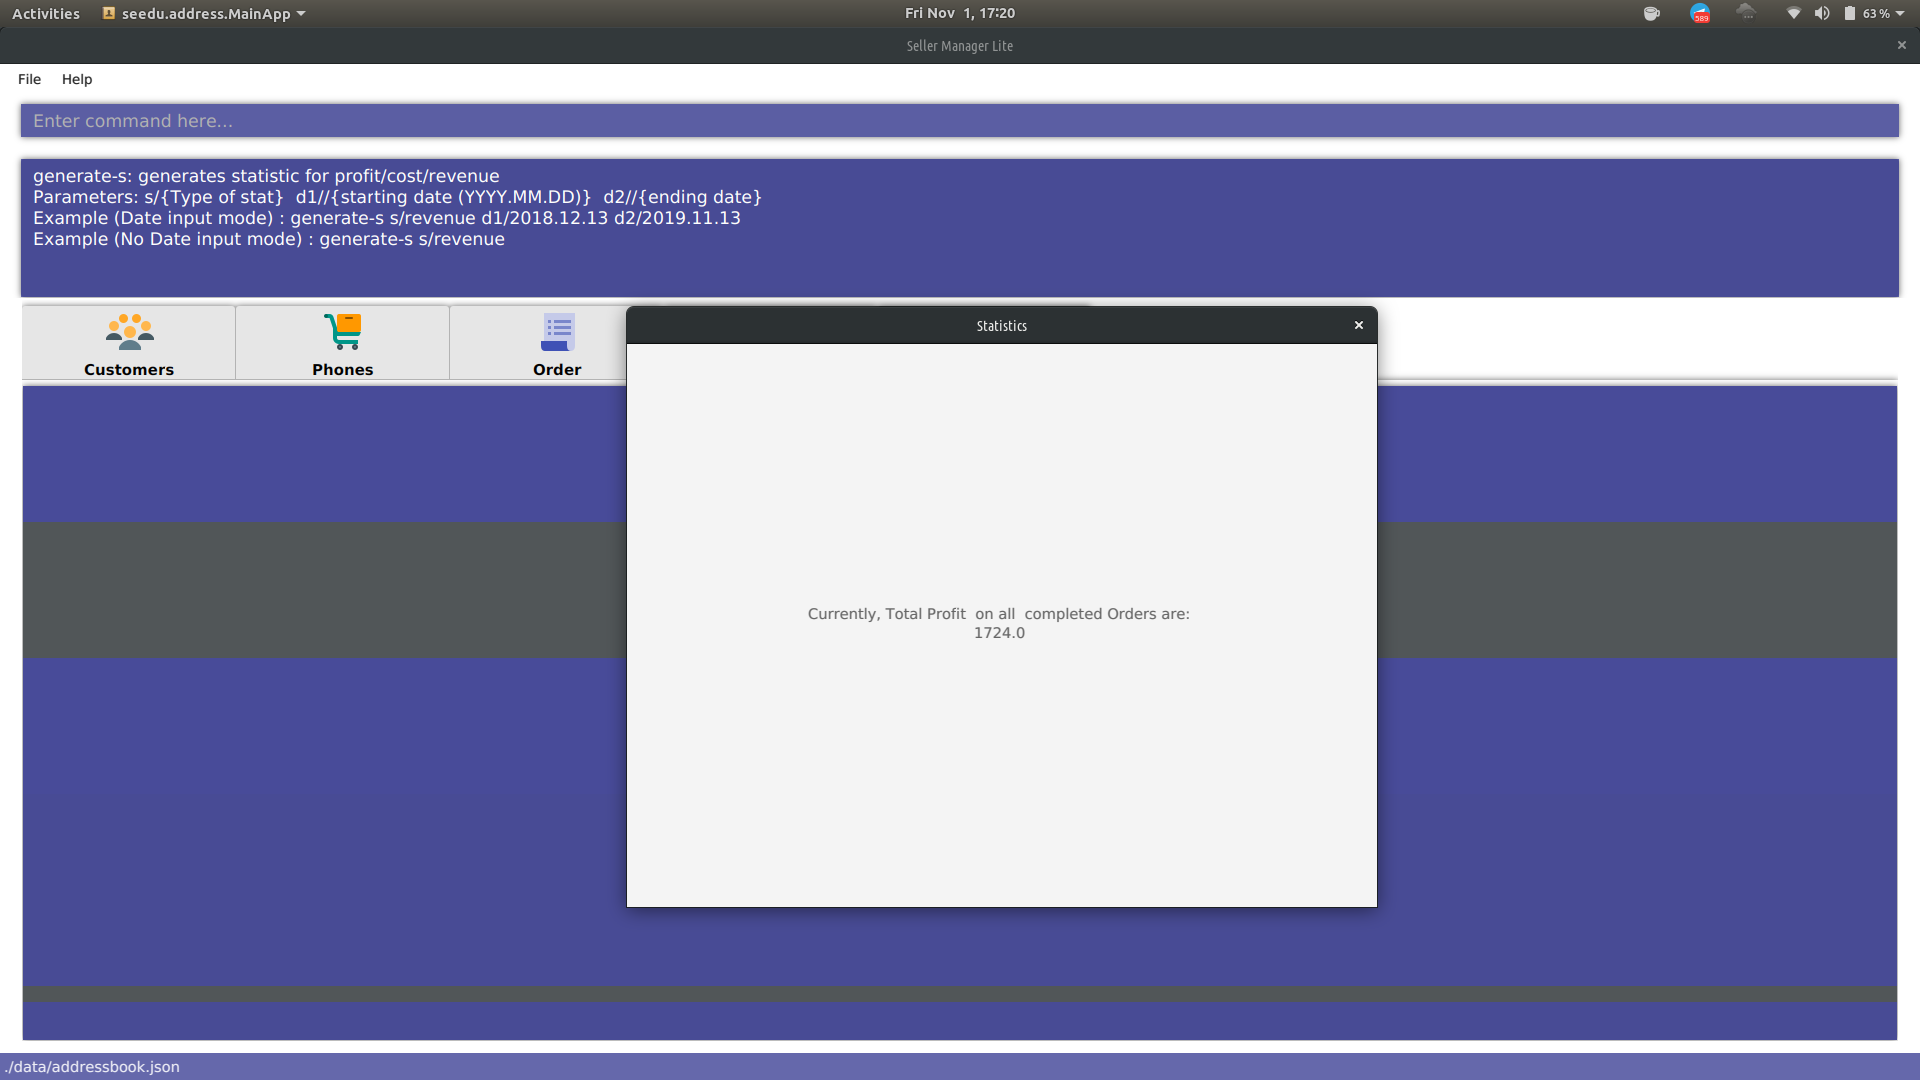 Activities seedu.address.MainApp Fri Nov 1, 17:20 589 63 %
Seller Manager Lite
File Help
Enter command here...
generate-s: generates statistic for profit/cost/revenue
Parameters: s/{Type of stat}  d1//{starting date (YYYY.MM.DD)}  d2//{ending date}
Example (Date input mode) : generate-s s/revenue d1/2018.12.13 d2/2019.11.13
Example (No Date input mode) : generate-s s/revenue
Customers Phones Order
Statistics
Currently, Total Profit  on all  completed Orders are:
1724.0
./data/addressbook.json